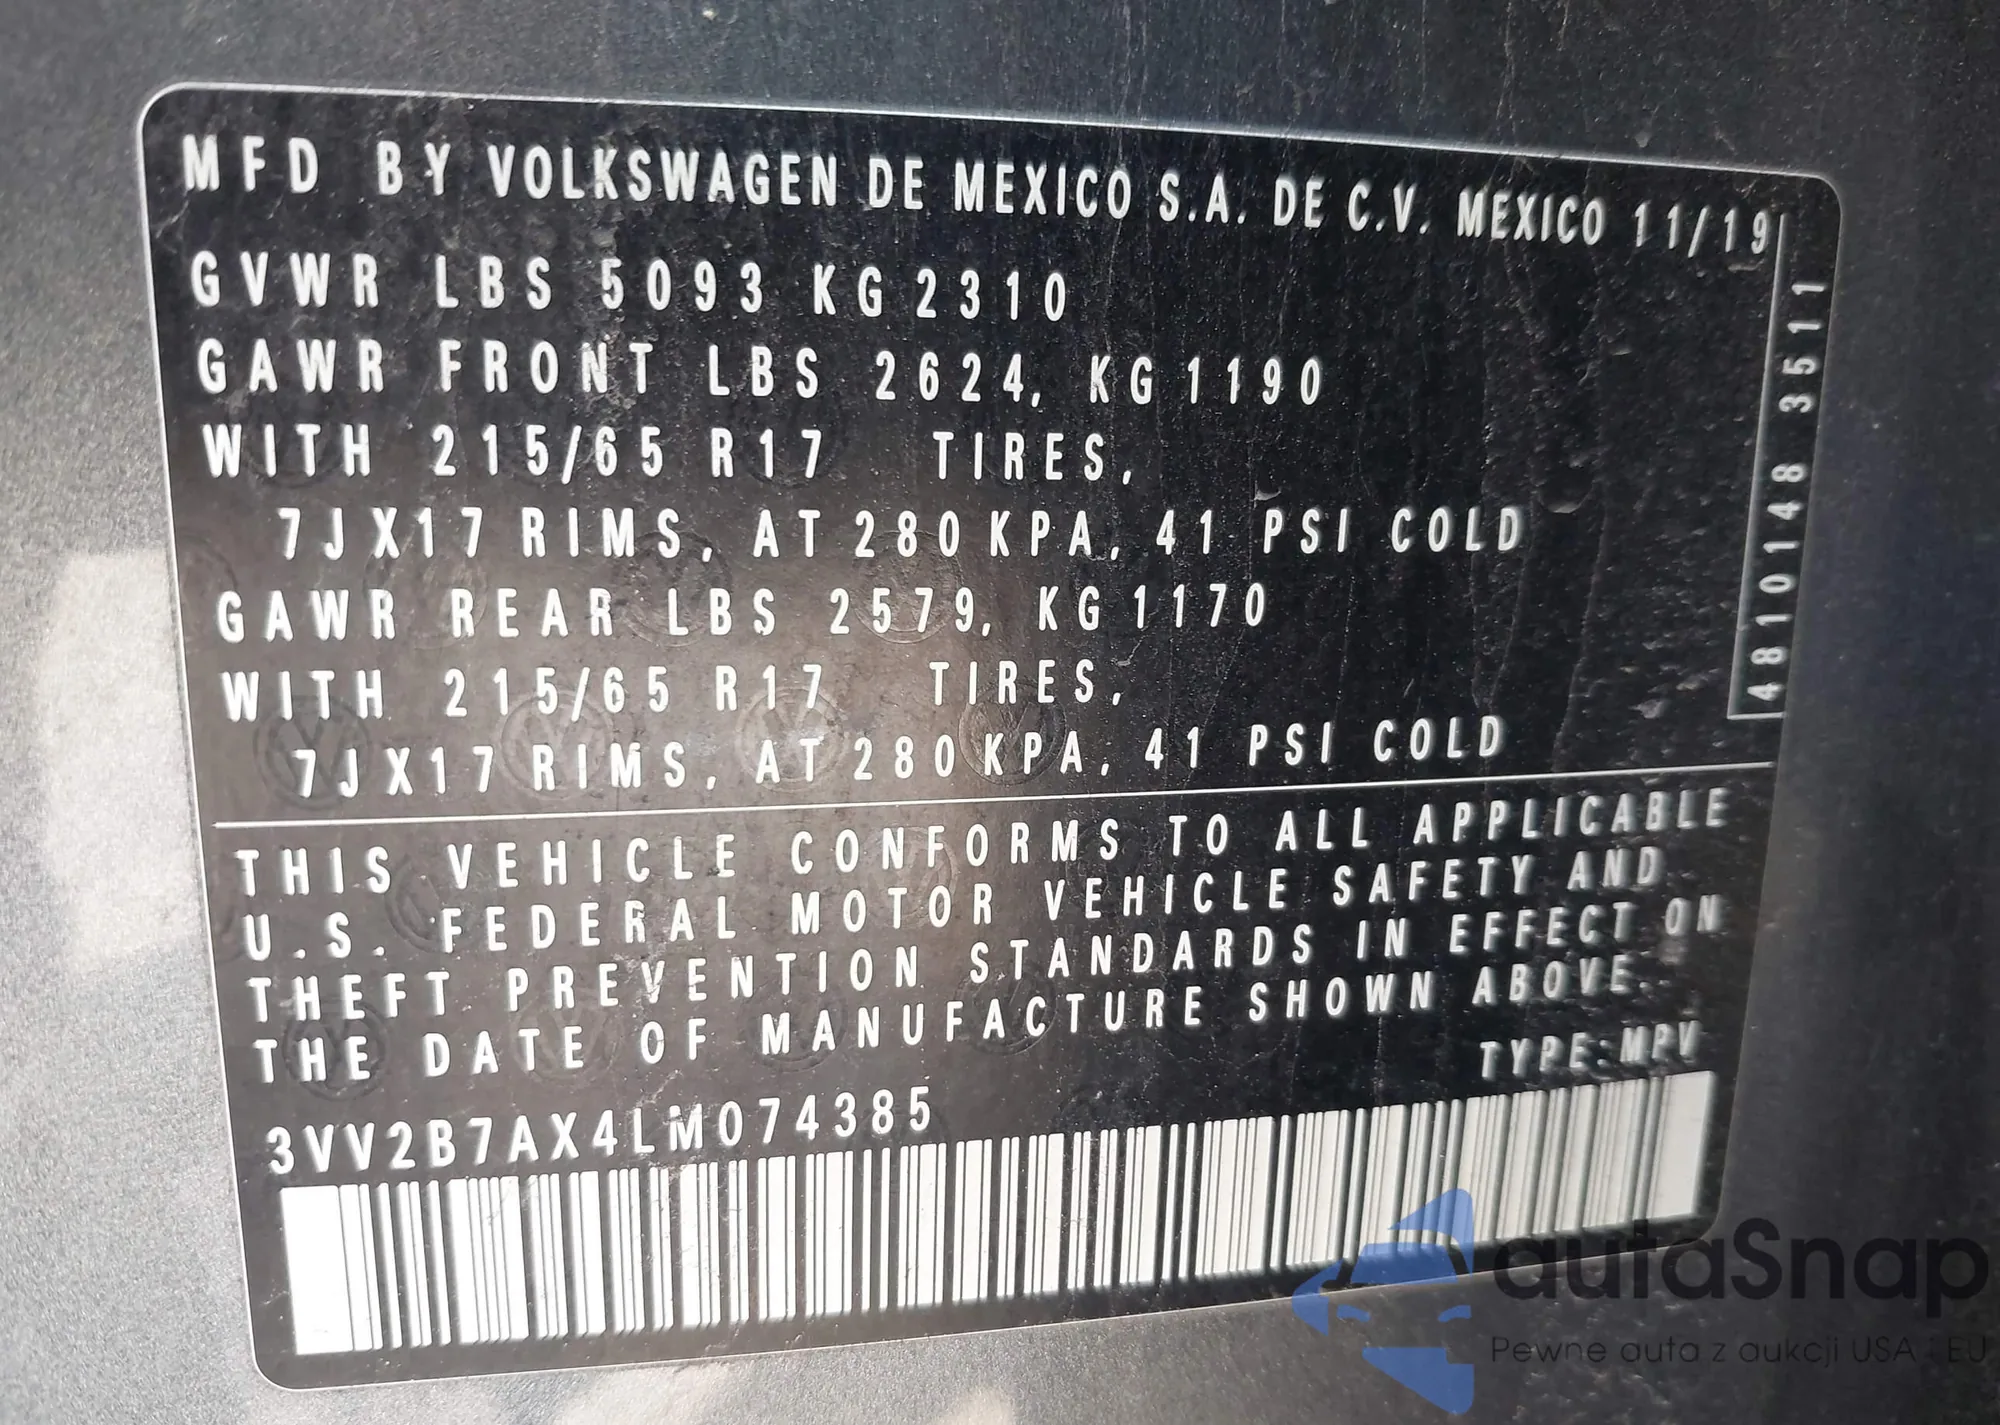 MFD BY VOLKSWAGEN DE MEXICO S.A. DE C.V. MEXICO 11/19
GVWR LBS 5093 KG 2310
GAWR FRONT LBS 2624, KG 1190
WITH 215/65 R17 TIRES,
7JX17 RIMS, AT 280 KPA, 41 PSI COLD
GAWR REAR LBS 2579, KG 1170
WITH 215/65 R17 TIRES,
7JX17 RIMS, AT 280 KPA, 41 PSI COLD
4810148 3511
THIS VEHICLE CONFORMS TO ALL APPLICABLE
U.S. FEDERAL MOTOR VEHICLE SAFETY AND
THEFT PREVENTION STANDARDS IN EFFECT ON
THE DATE OF MANUFACTURE SHOWN ABOVE.
TYPE:MPV
3VV2B7AX4LM074385
autaSnap
Pewne auta z aukcji USA i EU